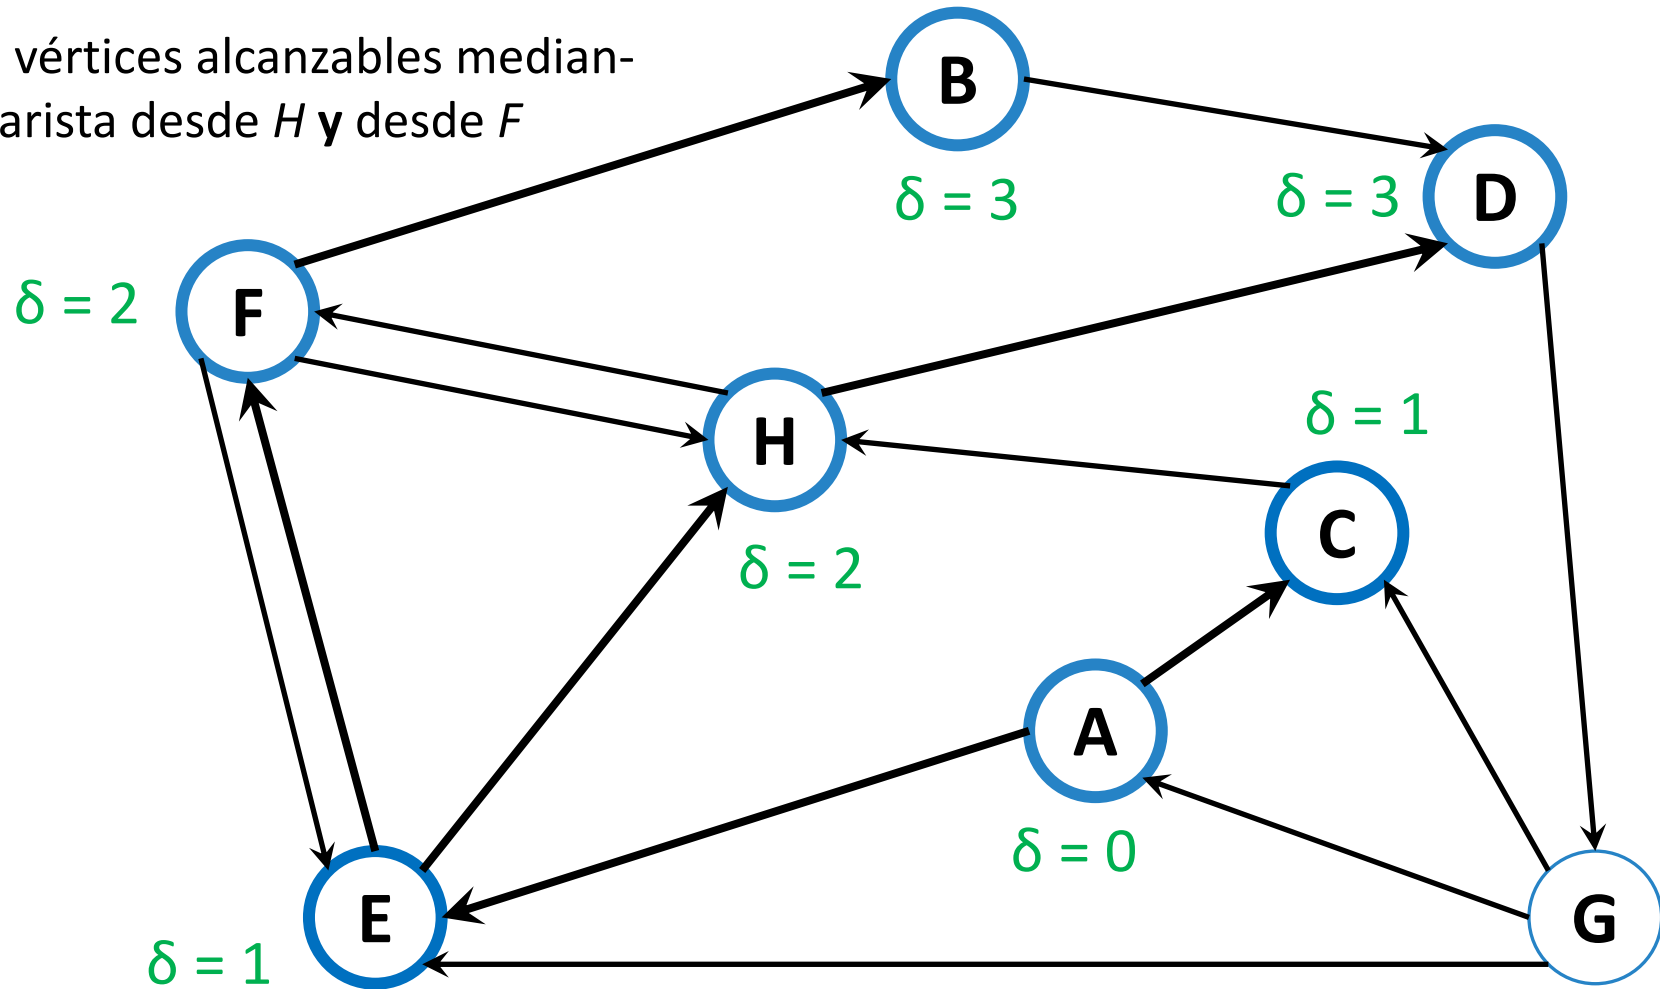 vértices alcanzables median-
arista desde H y desde F
B
δ = 3
δ = 3
D
δ = 2
F
H
δ = 1
δ = 2
C
A
δ = 0
E
G
δ = 1